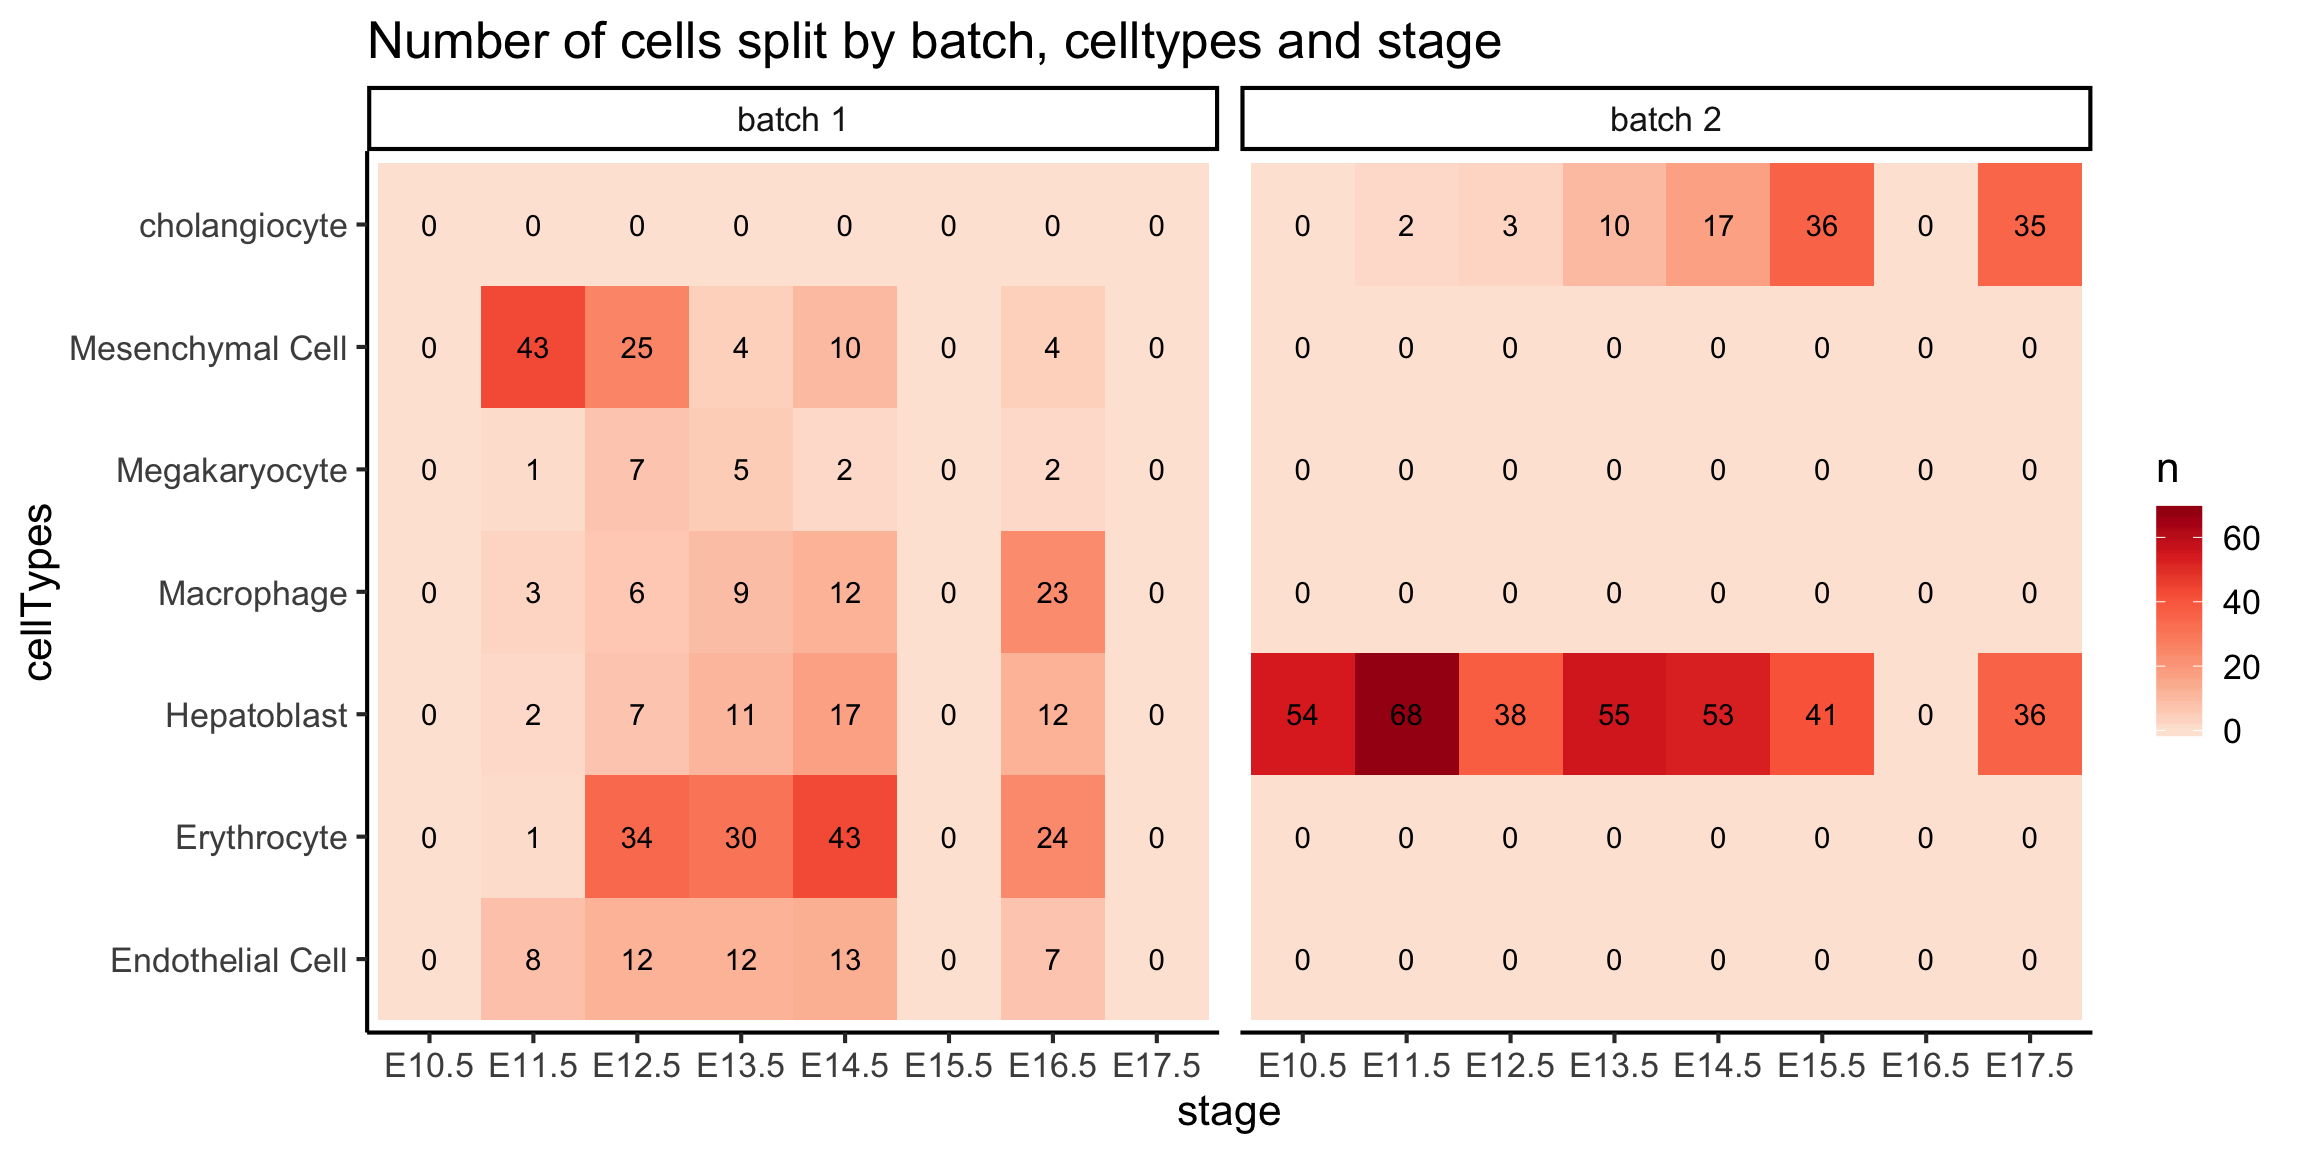 Number of cells split by batch, celltypes and stage
batch 1 batch 2
cholangiocyte 0 0 0 0 0 0 0 0 0 2 3 10 17 36 0 35
Mesenchymal Cell 0 43 25 4 10 0 4 0 0 0 0 0 0 0 0 0
Megakaryocyte 0 1 7 5 2 0 2 0 0 0 0 0 0 0 0 0
Macrophage 0 3 6 9 12 0 23 0 0 0 0 0 0 0 0 0
Hepatoblast 0 2 7 11 17 0 12 0 54 68 38 55 53 41 0 36
Erythrocyte 0 1 34 30 43 0 24 0 0 0 0 0 0 0 0 0
Endothelial Cell 0 8 12 12 13 0 7 0 0 0 0 0 0 0 0 0
E10.5 E11.5 E12.5 E13.5 E14.5 E15.5 E16.5 E17.5 E10.5 E11.5 E12.5 E13.5 E14.5 E15.5 E16.5 E17.5
stage
cellTypes
n
60
40
20
0